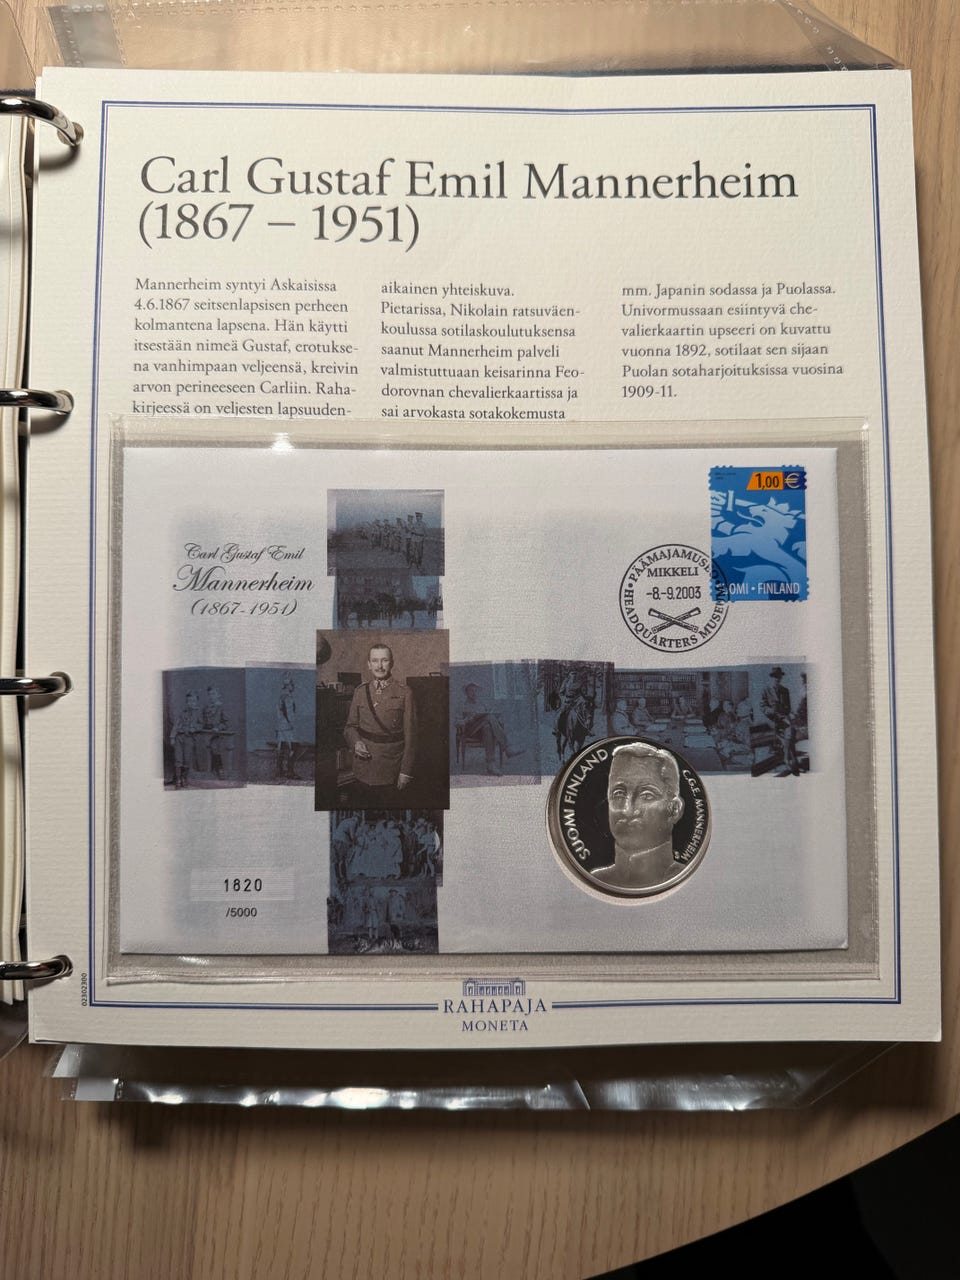 Carl Gustaf Emil Mannerheim
(1867 – 1951)
Mannerheim syntyi Askaisissa
4.6.1867 seitsenlapsisen perheen
kolmantena lapsena. Hän käytti
itsestään nimeä Gustaf, erotukse-
na vanhimpaan veljeensä, kreivin
arvon perineeseen Carliin. Raha-
kirjeessä on veljesten lapsuuden-
aikainen yhteiskuva.
Pietarissa, Nikolain ratsuväen-
koulussa sotilaskoulutuksensa
saanut Mannerheim palveli
valmistuttuaan keisarinna Feo-
dorovnan chevalierkaartissa ja
sai arvokasta sotakokemusta
mm. Japanin sodassa ja Puolassa.
Univormussaan esiintyvä che-
valierkaartin upseeri on kuvattu
vuonna 1892, sotilaat sen sijaan
Puolan sotaharjoituksissa vuosina
1909-11.
Carl Gustaf Emil
Mannerheim
(1867-1951)
1,00 €
OMI • FINLAND
PÄÄMAJAMUSEO
MIKKELI
-8.-9.2003
HEADQUARTERS MUSEUM
SUOMI FINLAND
C.G.E. MANNERHEIM
1820
/5000
02302300
RAHAPAJA
MONETA